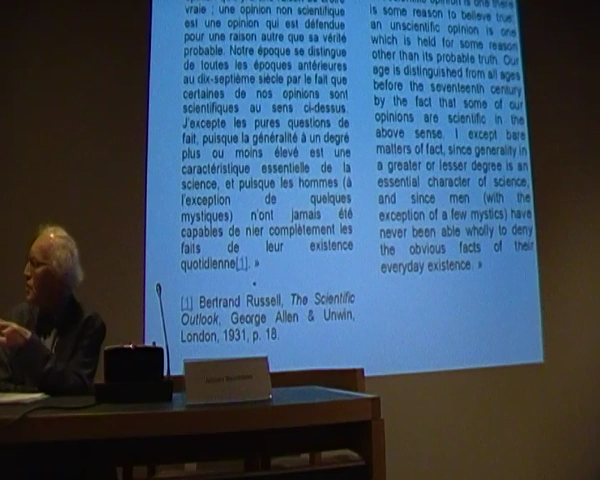 vraie ; une opinion non scientifique
est une opinion qui est défendue
pour une raison autre que sa vérité
probable. Notre époque se distingue
de toutes les époques antérieures
au dix-septième siècle par le fait que
certaines de nos opinions sont
scientifiques au sens ci-dessus.
J'excepte les pures questions de
fait, puisque la généralité à un degré
plus ou moins élevé est une
caractéristique essentielle de la
science, et puisque les hommes (à
l'exception de quelques
mystiques) n'ont jamais été
capables de nier complètement les
faits de leur existence
quotidienne[1]. »
[1] Bertrand Russell, The Scientific
Outlook, George Allen & Unwin,
London, 1931, p. 18.
opinion is one there
is some reason to believe true;
an unscientific opinion is one
which is held for some reason
other than its probable truth. Our
age is distinguished from all ages
before the seventeenth century
by the fact that some of our
opinions are scientific in the
above sense. I except bare
matters of fact, since generality in
a greater or lesser degree is an
essential character of science,
and since men (with the
exception of a few mystics) have
never been able wholly to deny
the obvious facts of their
everyday existence. »